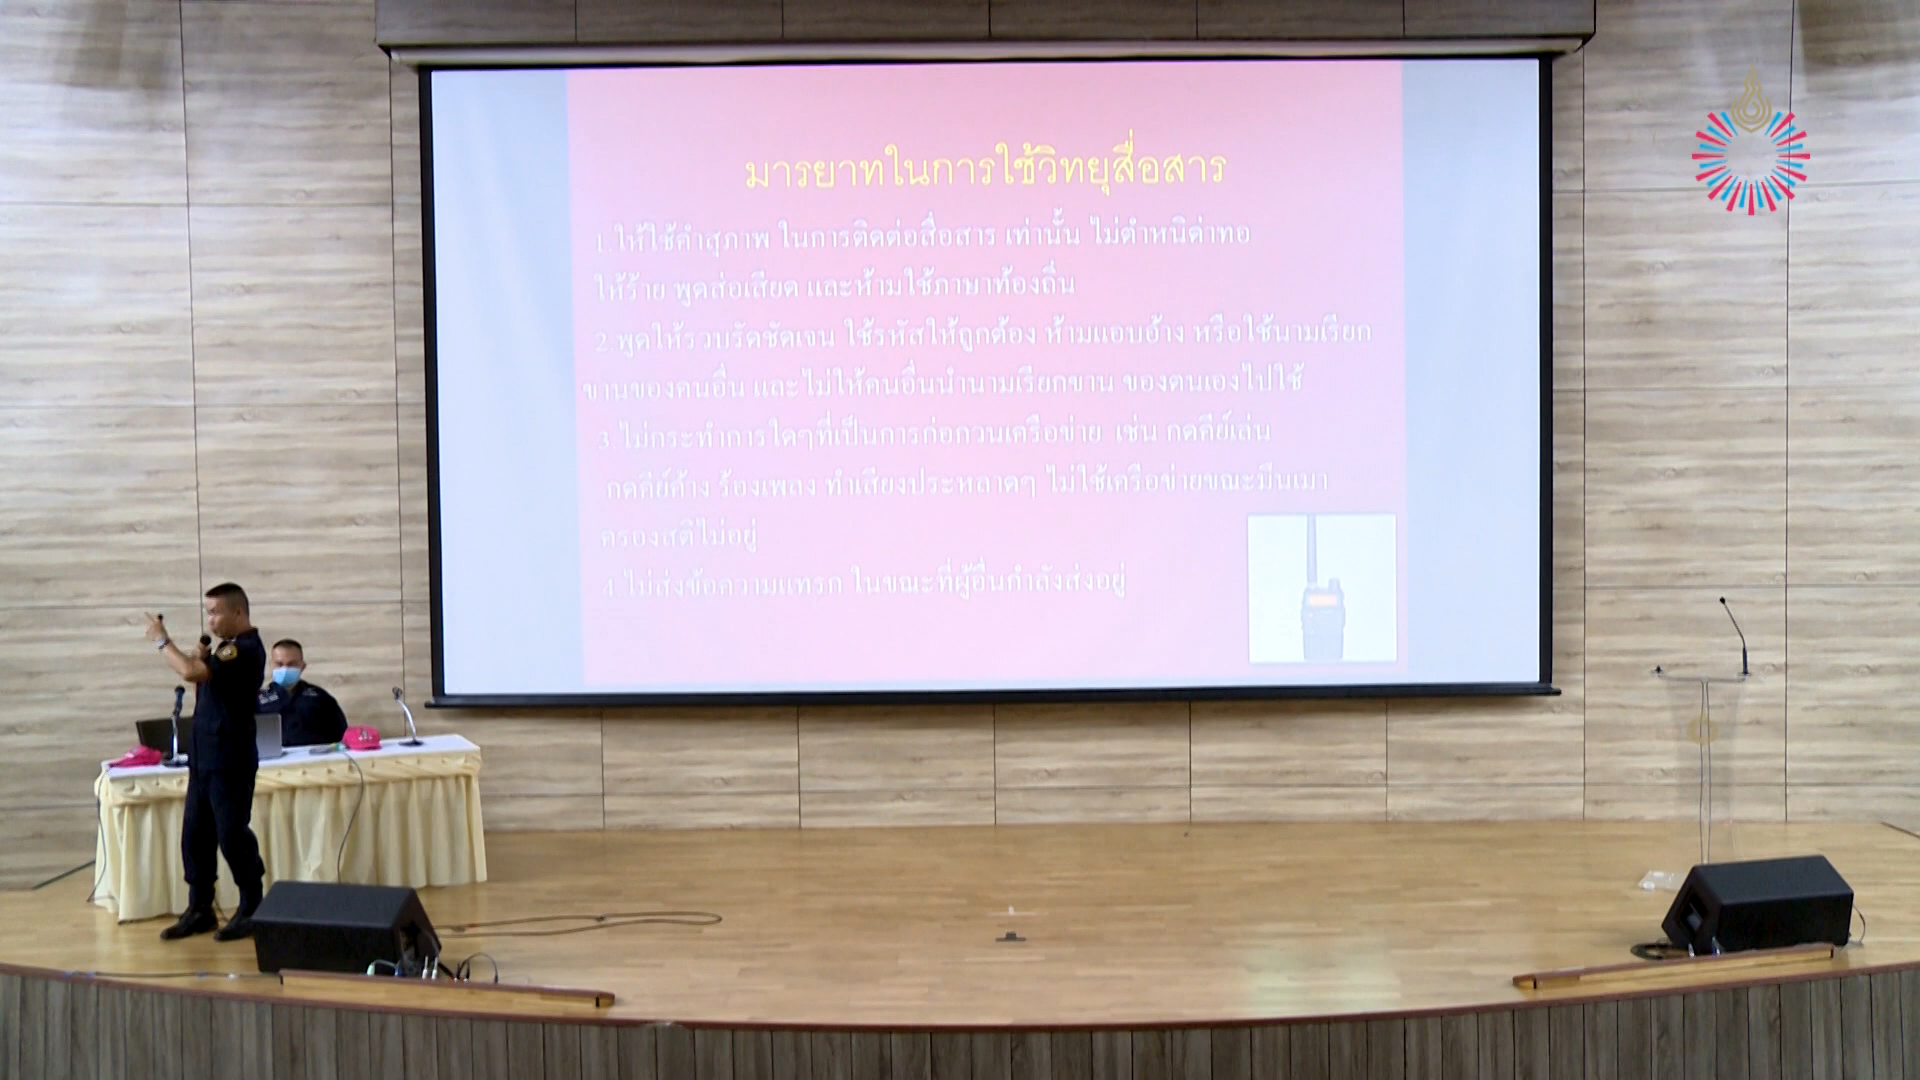 มารยาทในการใช้วิทยุสื่อสาร
1.ให้ใช้คำสุภาพ ในการติดต่อสื่อสาร เท่านั้น ไม่ตำหนิด่าทอ
ให้ร้าย พูดส่อเสียด และห้ามใช้ภาษาท้องถิ่น
2.พูดให้รวบรัดชัดเจน ใช้รหัสให้ถูกต้อง ห้ามแอบอ้าง หรือใช้นามเรียก
ขานของคนอื่น และไม่ให้คนอื่นนำนามเรียกขาน ของตนเองไปใช้
3.ไม่กระทำการใดๆที่เป็นการก่อกวนเครือข่าย เช่น กดคีย์เล่น
กดคีย์ค้าง ร้องเพลง ทำเสียงประหลาดๆ ไม่ใช้เครือข่ายขณะมึนเมา
ครองสติไม่อยู่
4.ไม่ส่งข้อความแทรก ในขณะที่ผู้อื่นกำลังส่งอยู่